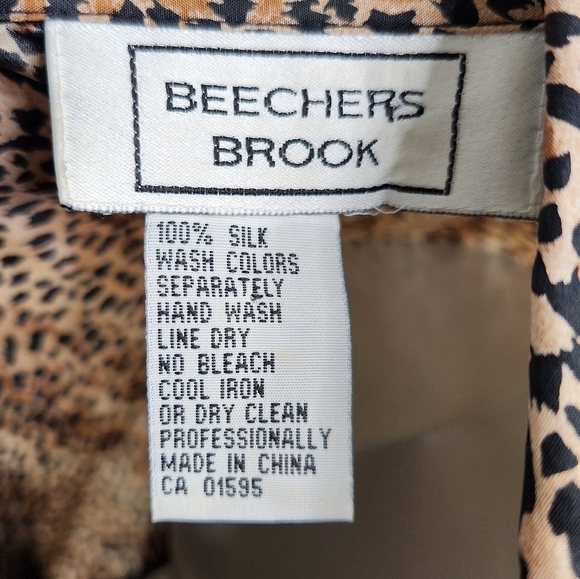 BEECHERS
BROOK
100% SILK
WASH COLORS
SEPARATELY
HAND WASH
LINE DRY
NO BLEACH
COOL IRON
OR DRY CLEAN
PROFESSIONALLY
MADE IN CHINA
CA 01595